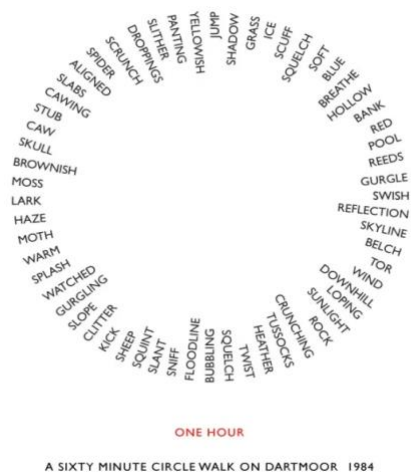 JUMP
SHADOW
GRASS
ICE
SCUFF
SQUELCH
SOFT
BLUE
BREATHE
HOLLOW
BANK
RED
POOL
REEDS
GURGLE
SWISH
REFLECTION
SKYLINE
BELCH
TOR
WIND
DOWNHILL
LOPING
SUNLIGHT
ROCK
CRUNCHING
TUSSOCKS
HEATHER
TWIST
SQUELCH
BUBBLING
FLOODLINE
SNIFF
SLANT
SQUINT
SHEEP
KICK
CLITTER
SLOPE
GURGLING
WATCHED
SPLASH
WARM
MOTH
HAZE
LARK
MOSS
BROWNISH
SKULL
CAW
STUB
CAWING
SLABS
ALIGNED
SPIDER
SCRUNCH
DROPPINGS
SLITHER
PANTING
YELLOWISH
ONE HOUR
A SIXTY MINUTE CIRCLE WALK ON DARTMOOR 1984